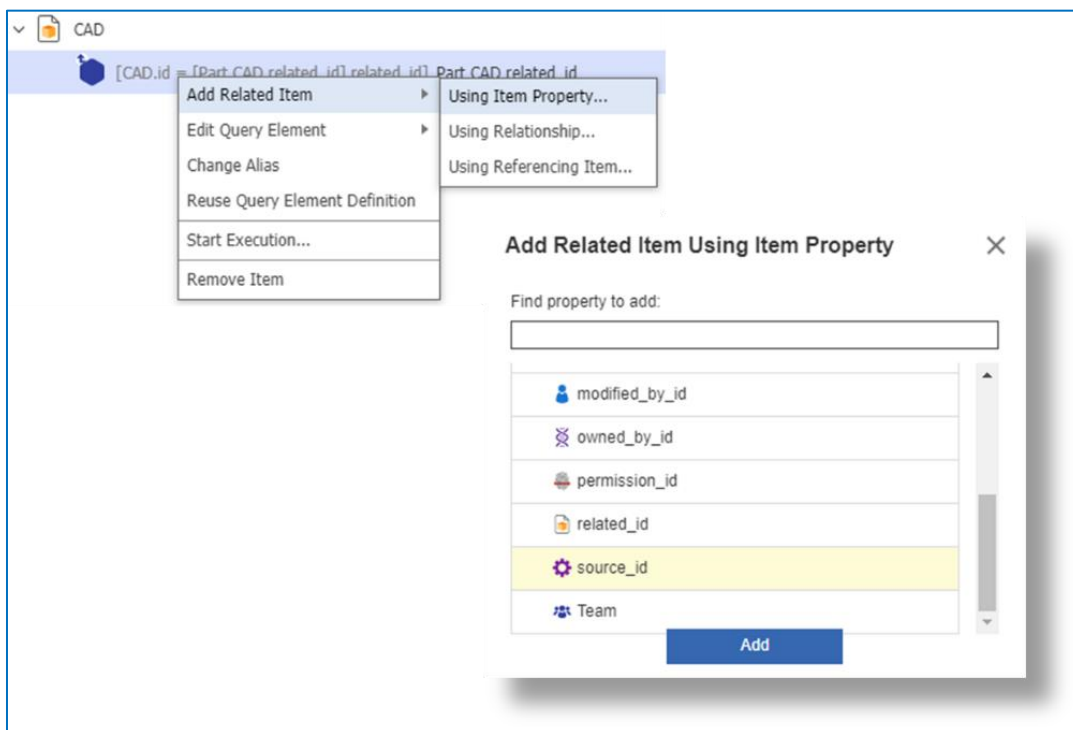 CAD
[CAD.id = [Part CAD.related_id].related_id] Part CAD.related_id
Add Related Item
Using Item Property...
Edit Query Element
Using Relationship...
Change Alias
Using Referencing Item...
Reuse Query Element Definition
Start Execution...
Remove Item
Add Related Item Using Item Property
Find property to add:
modified_by_id
owned_by_id
permission_id
related_id
source_id
Team
Add